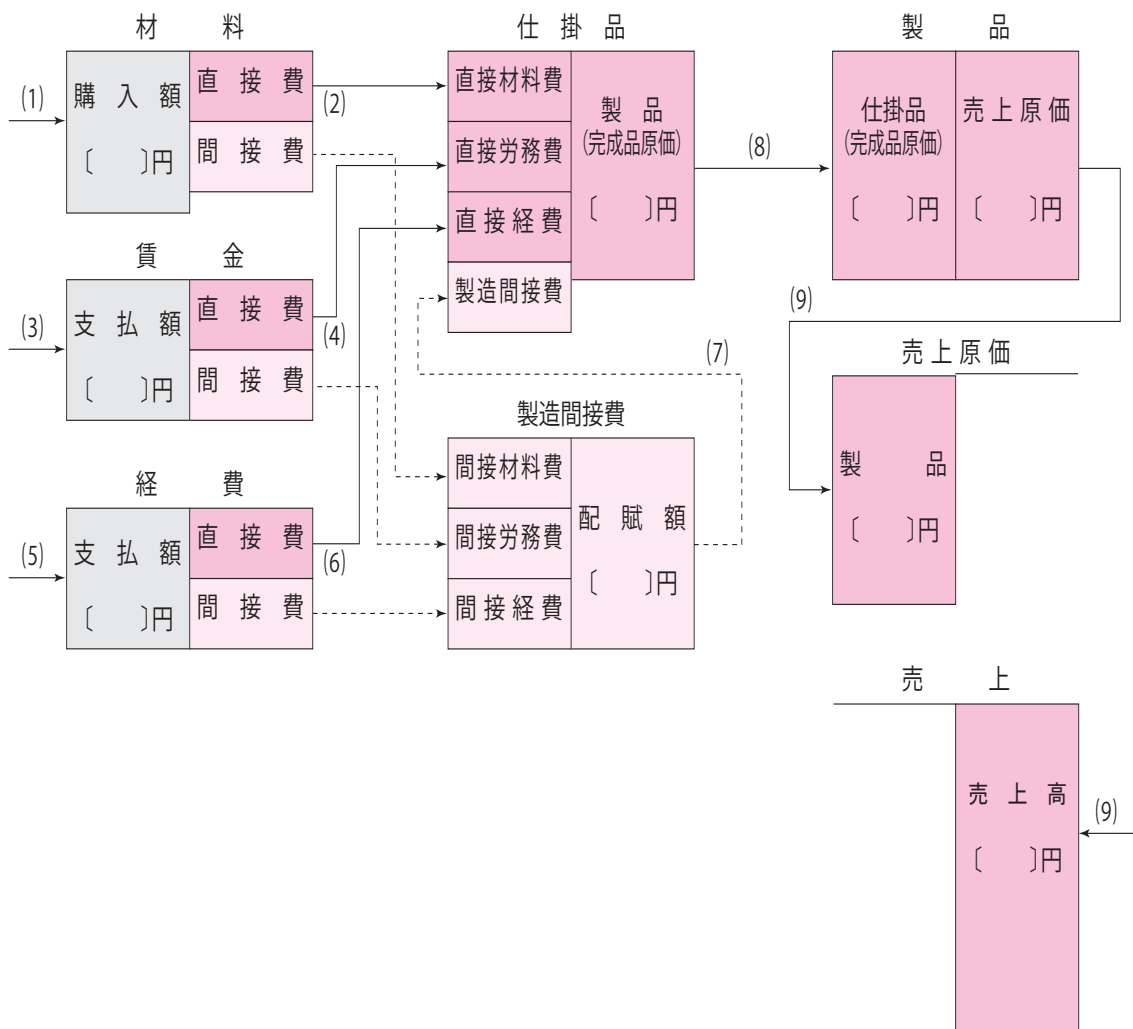 材料
(1)
購入額
〔 〕円
直接費
間接費
(2)
賃金
(3)
支払額
〔 〕円
直接費
間接費
(4)
経費
(5)
支払額
〔 〕円
直接費
間接費
(6)
仕掛品
直接材料費
直接労務費
直接経費
製造間接費
製品
(完成品原価)
〔 〕円
(7)
製造間接費
間接材料費
間接労務費
間接経費
配賦額
〔 〕円
(8)
製品
仕掛品
(完成品原価)
〔 〕円
売上原価
〔 〕円
(9)
売上原価
製品
〔 〕円
売上
売上高
〔 〕円
(9)